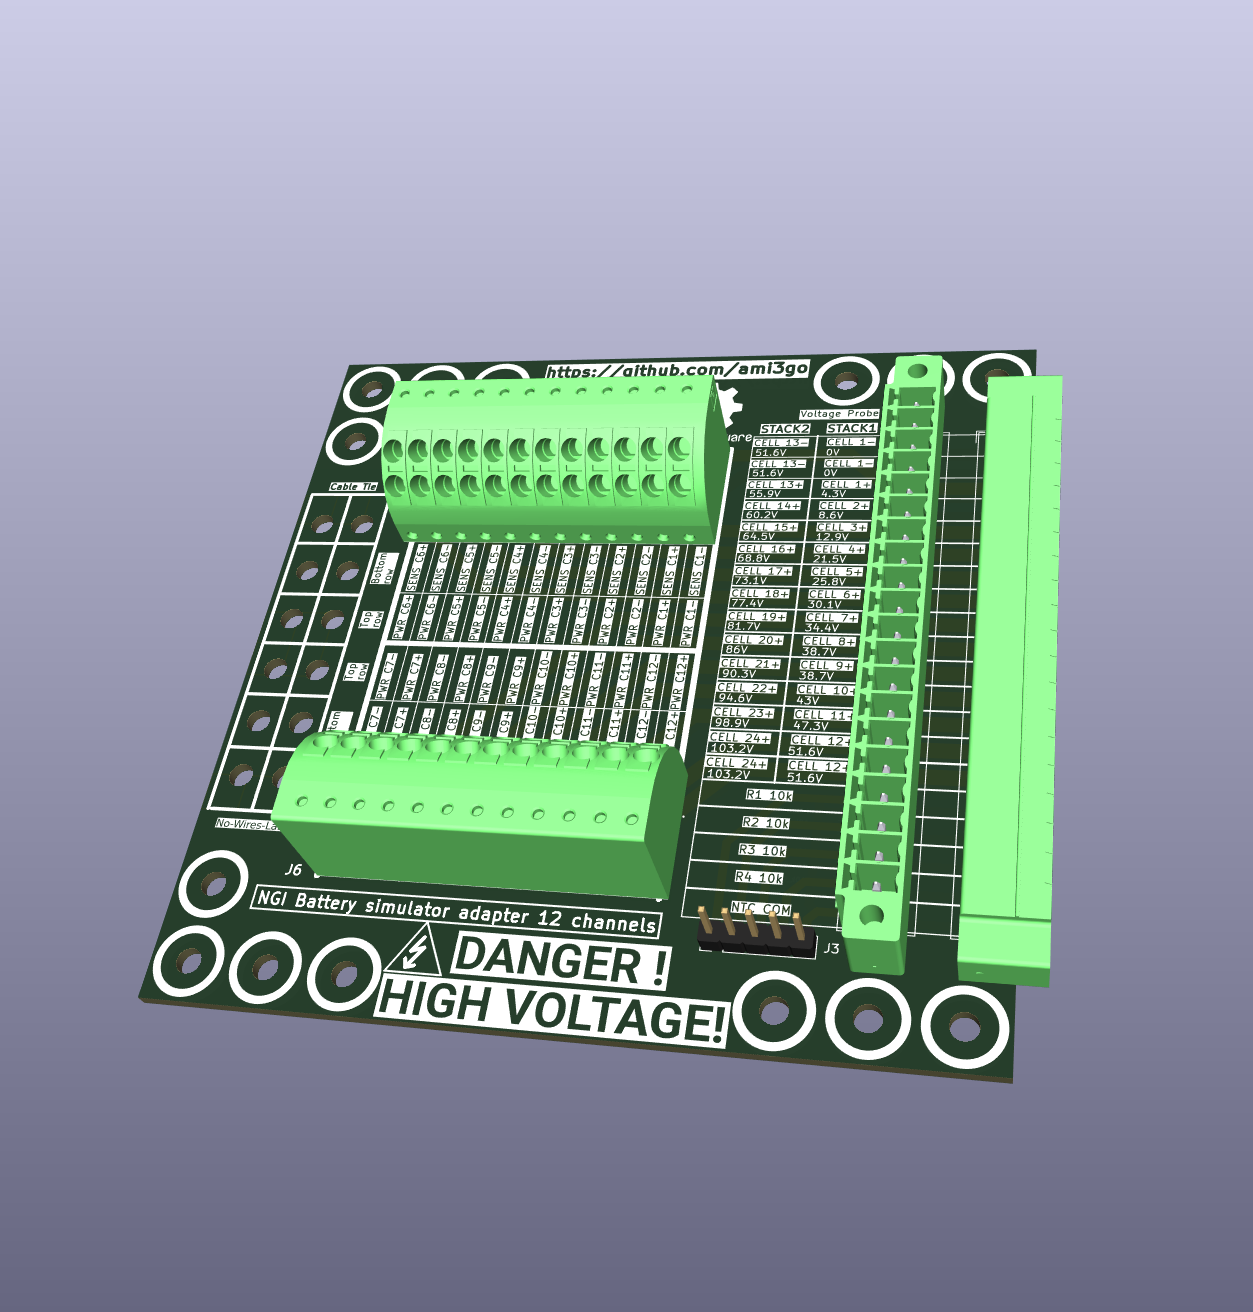 https://github.com/ami3go
Voltage Probe
STACK2 STACK1
CELL 13- CELL 1-
51.6V 0V
CELL 13- CELL 1-
51.6V 0V
CELL 13+ CELL 1+
55.9V 4.3V
CELL 14+ CELL 2+
60.2V 8.6V
CELL 15+ CELL 3+
64.5V 12.9V
CELL 16+ CELL 4+
68.8V 21.5V
CELL 17+ CELL 5+
73.1V 25.8V
CELL 18+ CELL 6+
77.4V 30.1V
CELL 19+ CELL 7+
81.7V 34.4V
CELL 20+ CELL 8+
86V 38.7V
CELL 21+ CELL 9+
90.3V 38.7V
CELL 22+ CELL 10+
94.6V 43V
CELL 23+ CELL 11+
98.9V 47.3V
CELL 24+ CELL 12+
103.2V 51.6V
CELL 24+ CELL 12+
103.2V 51.6V
R1 10k
R2 10k
R3 10k
R4 10k
NTC COM
J3
Cable Tie
Bottom row
Top row
Top row
SENS C6+ SENS C6- SENS C5+ SENS C5- SENS C4+ SENS C4- SENS C3+ SENS C3- SENS C2+ SENS C2- SENS C1+ SENS C1-
PWR C6+ PWR C6- PWR C5+ PWR C5- PWR C4+ PWR C4- PWR C3+ PWR C3- PWR C2+ PWR C2- PWR C1+ PWR C1-
PWR C7- PWR C7+ PWR C8- PWR C8+ PWR C9- PWR C9+ PWR C10- PWR C10+ PWR C11- PWR C11+ PWR C12- PWR C12+
C7- C7+ C8- C8+ C9- C9+ C10- C10+ C11- C11+ C12- C12+
J6
NGI Battery simulator adapter 12 channels
DANGER !
HIGH VOLTAGE!